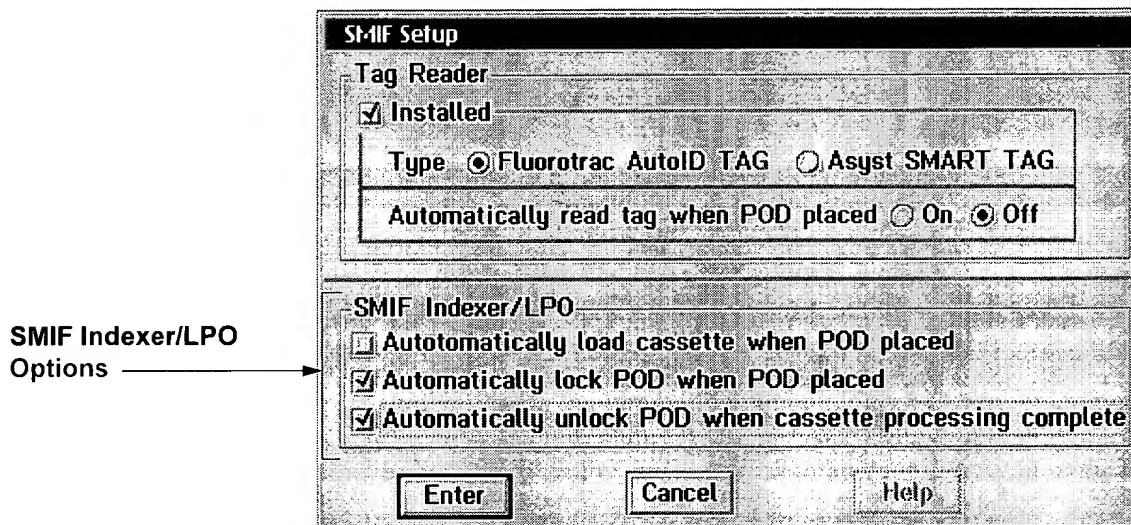 SMIF Setup
Tag Reader
Installed
Type Fluorotrac AutoID TAG Asyst SMART TAG
Automatically read tag when POD placed On Off
SMIF Indexer/LPO
Options
SMIF Indexer/LPO
Autotomatically load cassette when POD placed
Automatically lock POD when POD placed
Automatically unlock POD when cassette processing complete
Enter Cancel Help